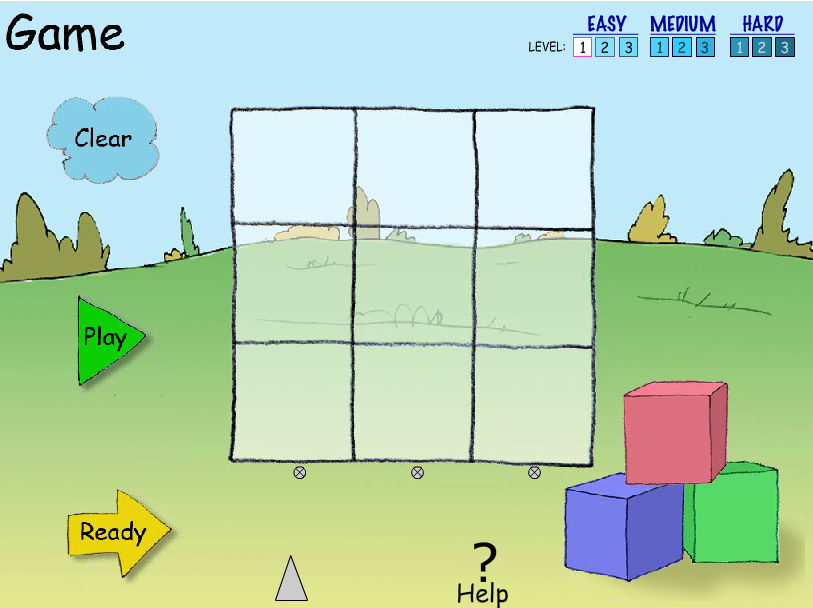 Game
EASY MEDIUM HARD
LEVEL: 1 2 3 1 2 3 1 2 3
Clear
Play
Ready
?
Help